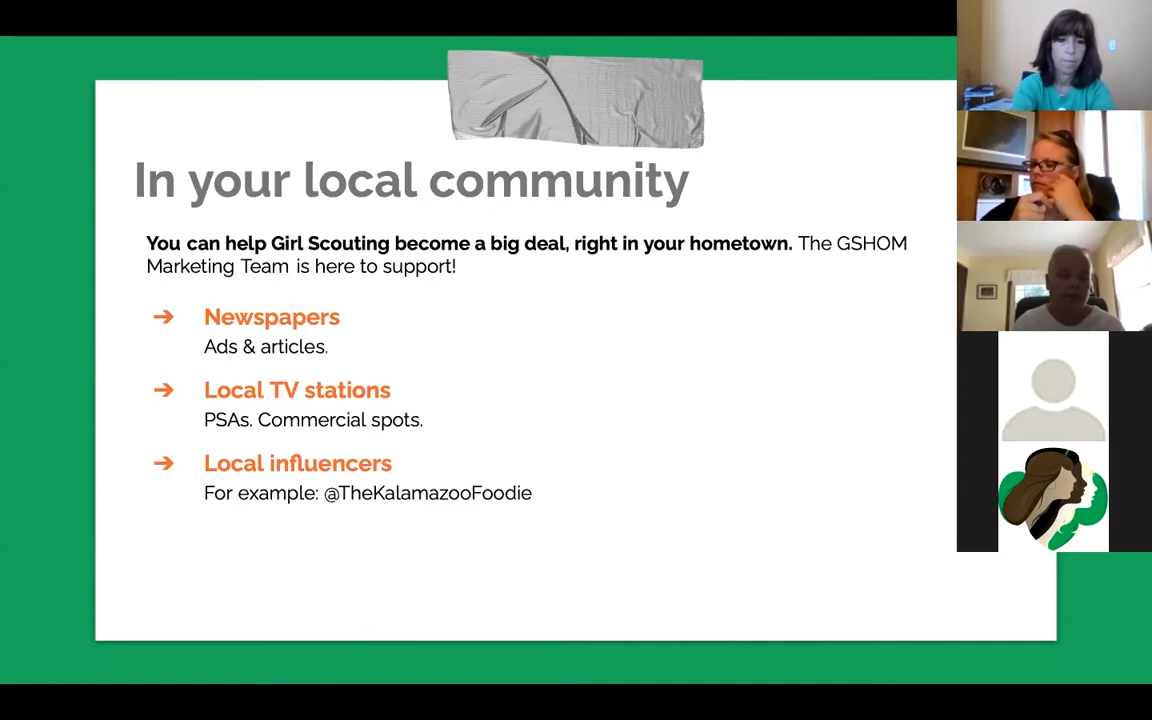 In your local community
You can help Girl Scouting become a big deal, right in your hometown. The GSHOM
Marketing Team is here to support!
➔ Newspapers
Ads & articles.
➔ Local TV stations
PSAs. Commercial spots.
➔ Local influencers
For example: @TheKalamazooFoodie